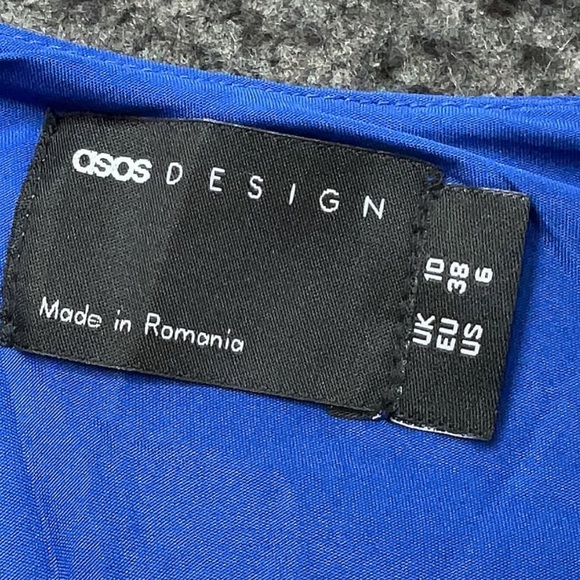 asos DESIGN
Made in Romania
UK 10
EU 38
US 6